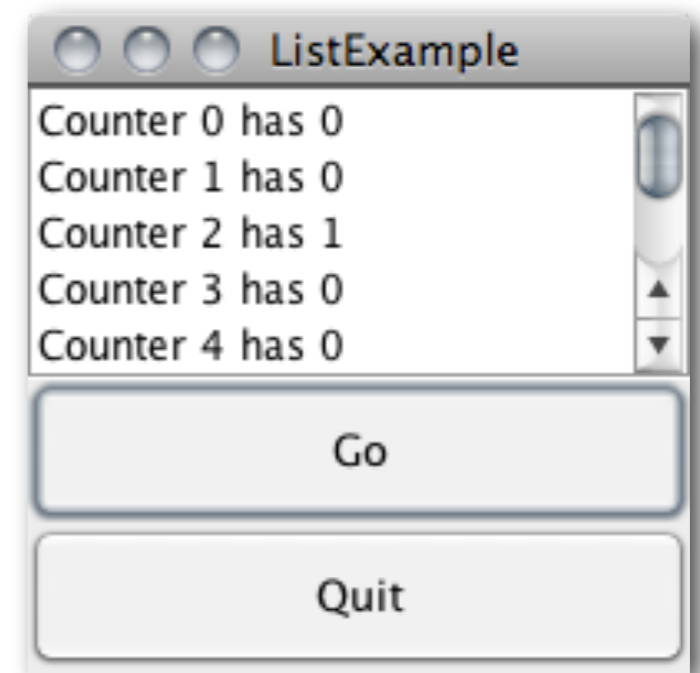 ListExample
Counter 0 has 0
Counter 1 has 0
Counter 2 has 1
Counter 3 has 0
Counter 4 has 0
Go
Quit